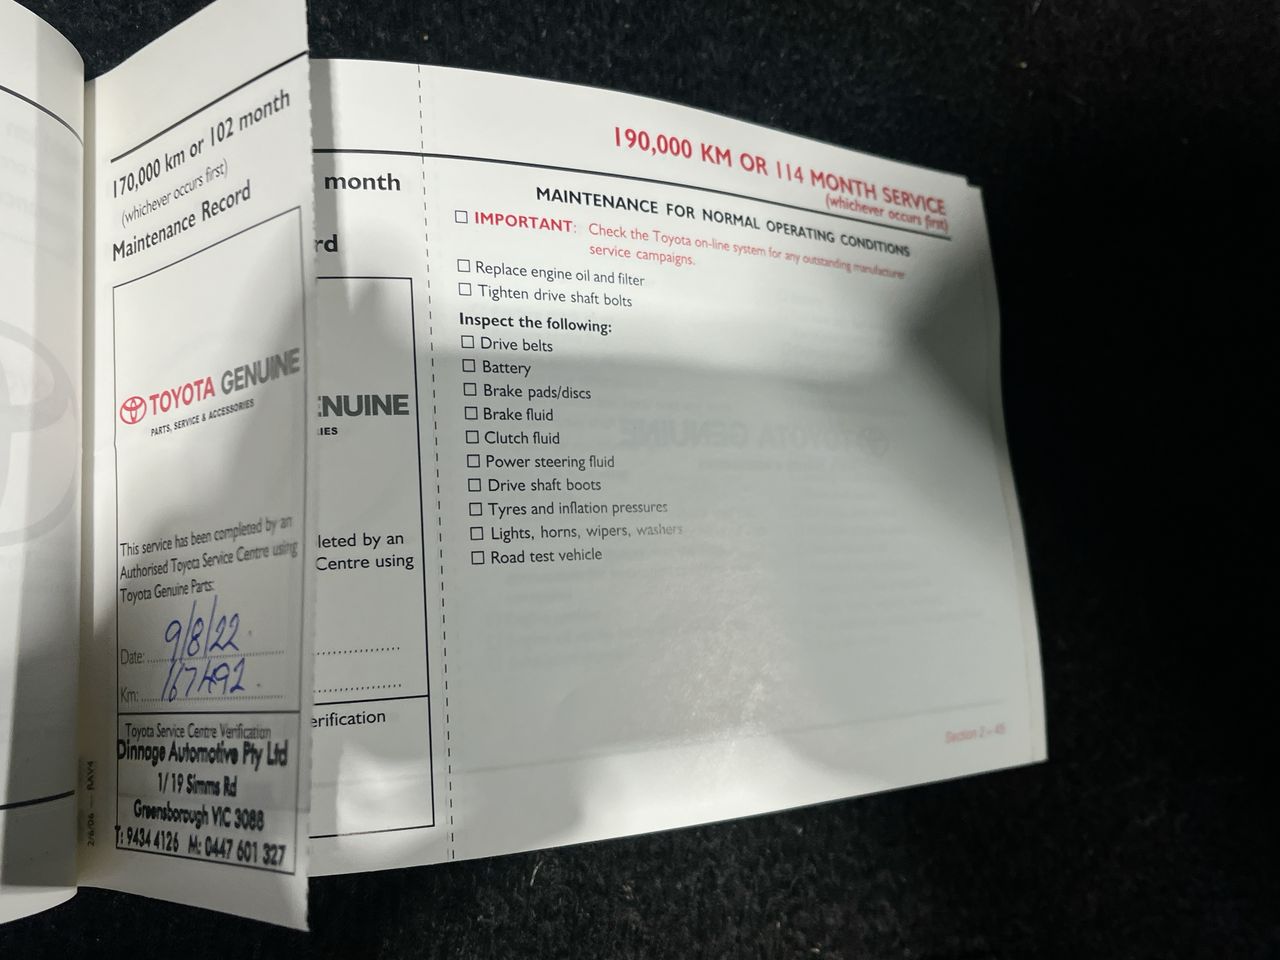 170,000 km or 102 month
(whichever occurs first)
Maintenance Record
TOYOTA GENUINE
PARTS, SERVICE & ACCESSORIES
This service has been completed by an
Authorised Toyota Service Centre using
Toyota Genuine Parts:
Date: 9/8/22
Km: 167492
Toyota Service Centre Verification
Dinnage Automotive Pty Ltd
1/19 Simms Rd
Greensborough VIC 3088
T: 9434 4126 M: 0447 601 327
2/6/06 — RAV4
month
rd
ENUINE
IES
leted by an
Centre using
erification
190,000 KM OR 114 MONTH SERVICE
(whichever occurs first)
MAINTENANCE FOR NORMAL OPERATING CONDITIONS
IMPORTANT: Check the Toyota on-line system for any outstanding manufacturer
service campaigns.
Replace engine oil and filter
Tighten drive shaft bolts
Inspect the following:
Drive belts
Battery
Brake pads/discs
Brake fluid
Clutch fluid
Power steering fluid
Drive shaft boots
Tyres and inflation pressures
Lights, horns, wipers, washers
Road test vehicle
Section 2 –